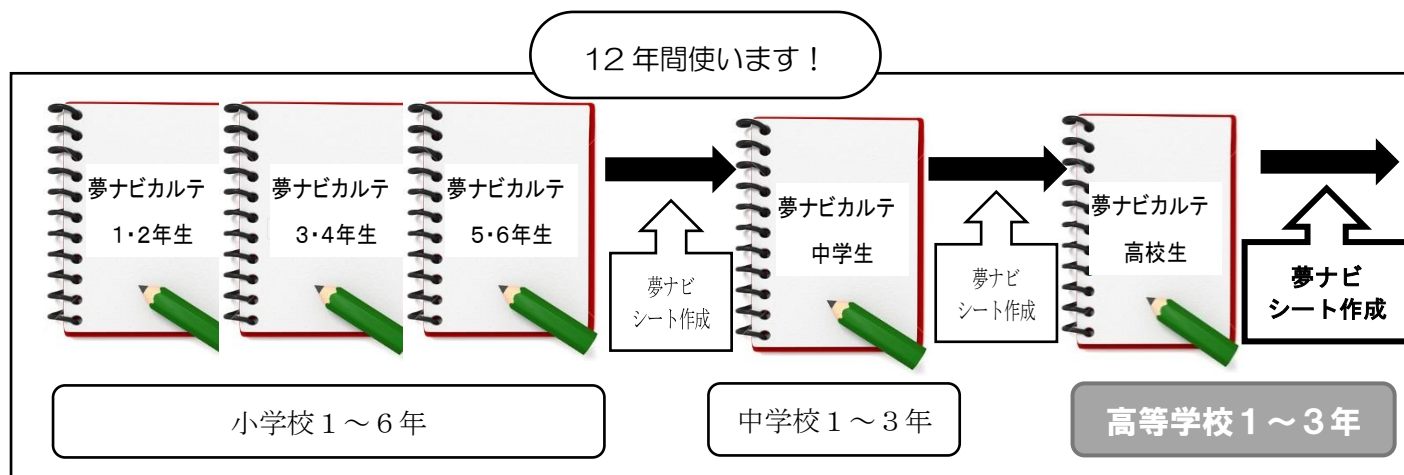 12年間使います!
夢ナビカルテ
1・2年生
夢ナビカルテ
3・4年生
夢ナビカルテ
5・6年生
夢ナビ
シート作成
夢ナビカルテ
中学生
夢ナビ
シート作成
夢ナビカルテ
高校生
夢ナビ
シート作成
小学校1~6年
中学校1~3年
高等学校1~3年